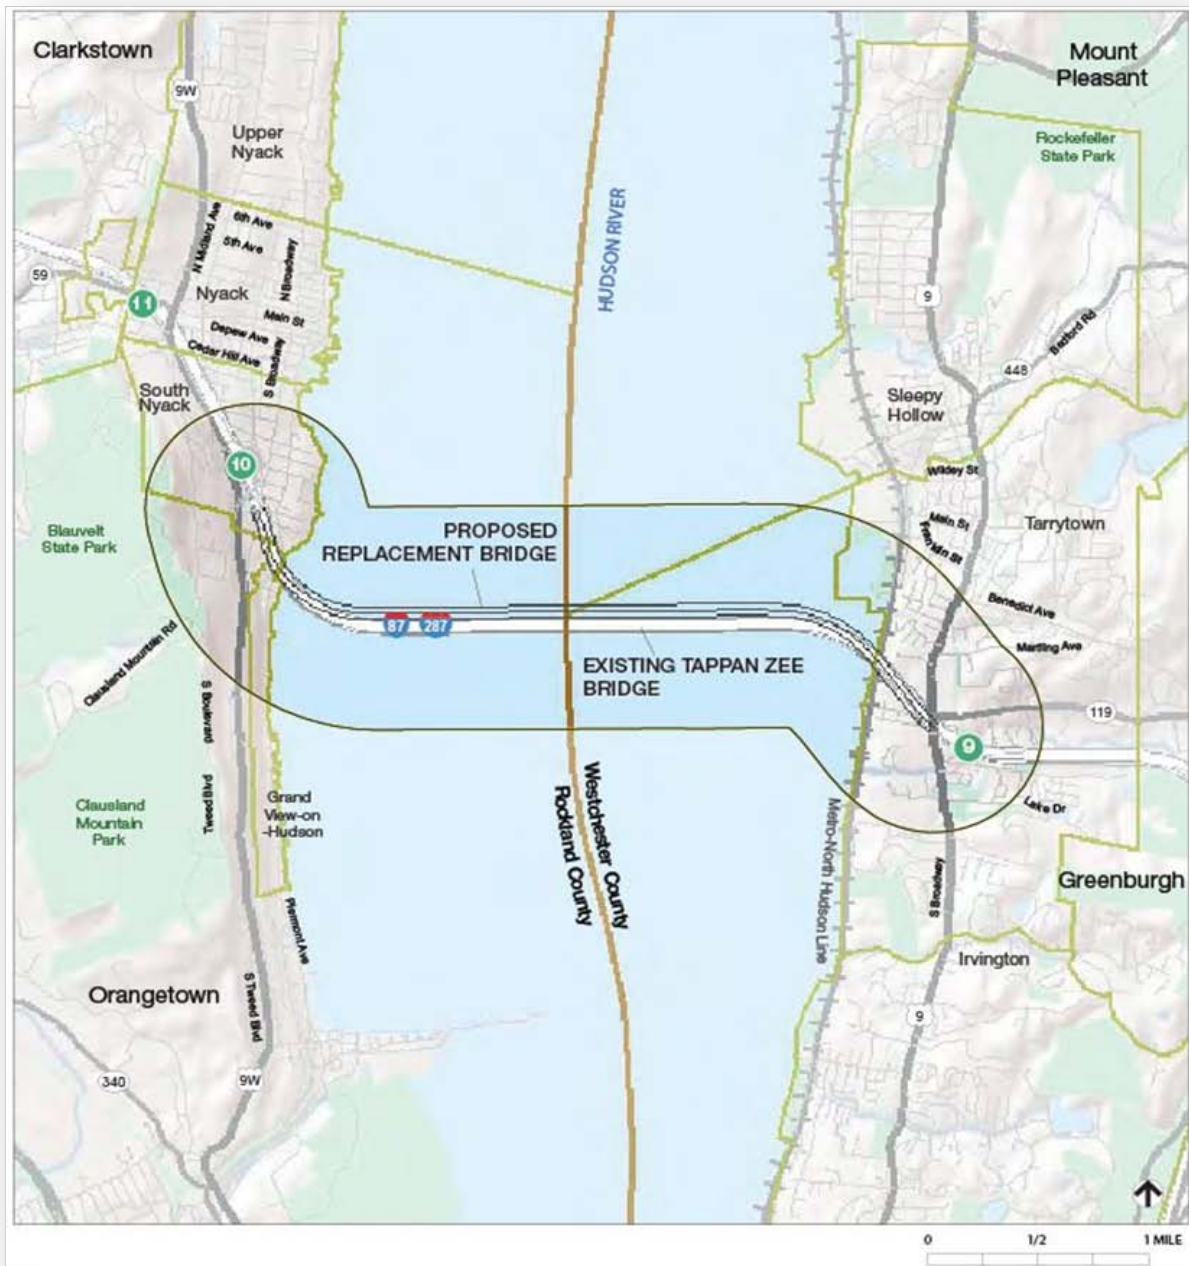 Clarkstown
Mount
Pleasant
9W
Upper
Nyack
Rockefeller
State Park
HUDSON RIVER
N Midland Ave
6th Ave
5th Ave
N Broadway
59
11
Nyack
Main St
Depew Ave
Cedar Hill Ave
S Broadway
9
Bedford Rd
448
South
Nyack
Sleepy
Hollow
10
Wildey St
Main St
Franklin St
Tarrytown
Blauvelt
State Park
PROPOSED
REPLACEMENT BRIDGE
Benedict Ave
Martling Ave
87
287
EXISTING TAPPAN ZEE
BRIDGE
Clausland Mountain Rd
S Boulevard
119
9
Tweed Blvd
Clausland
Mountain
Park
Grand
View-on
-Hudson
Westchester County
Rockland County
Metro-North Hudson Line
Lake Dr
S Broadway
Greenburgh
Piermont Ave
Irvington
Orangetown
S Tweed Blvd
9
340
9W
0 1/2 1 MILE